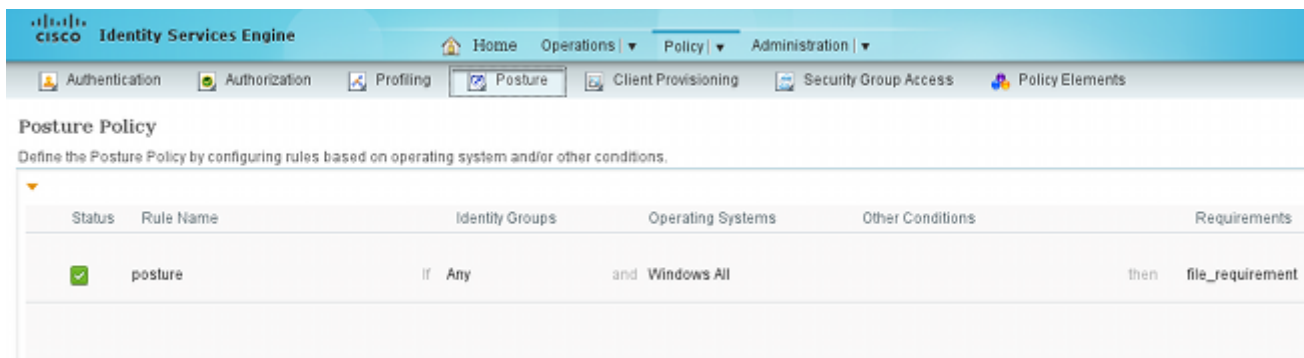 CISCO Identity Services Engine
Home Operations | ▼ Policy | ▼ Administration | ▼
Authentication Authorization Profiling Posture Client Provisioning Security Group Access Policy Elements
Posture Policy
Define the Posture Policy by configuring rules based on operating system and/or other conditions.
Status Rule Name Identity Groups Operating Systems Other Conditions Requirements
posture If Any and Windows All then file_requirement